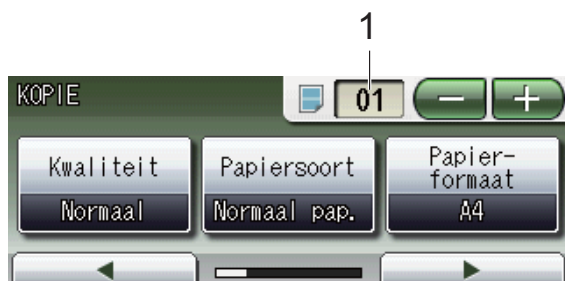 1
KOPIE 01 − +
Kwaliteit Papiersoort Papier-
formaat
Normaal Normaal pap. A4